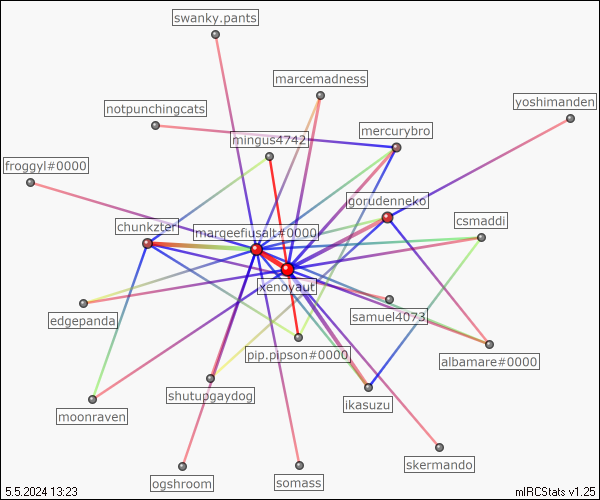 swanky.pants
marcemadness
yoshimanden
notpunchingcats
mercurybro
mingus4742
froggyl#0000
gorudenneko
csmaddi
chunkzter
margeefiusalt#0000
xenoyaut
samuel4073
edgepanda
pip.pipson#0000
albamare#0000
shutupgaydog
ikasuzu
moonraven
skermando
ogshroom
somass
5.5.2024 13:23
mIRCStats v1.25